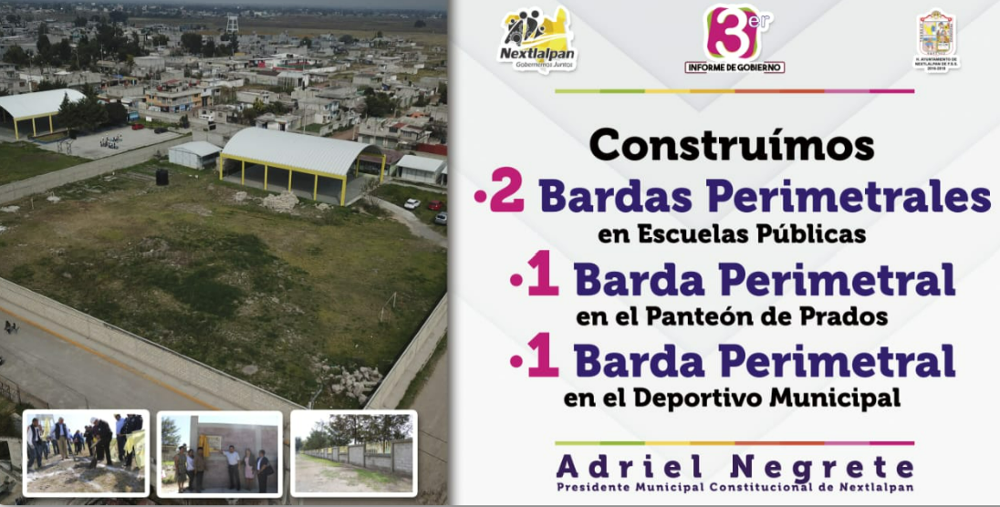 Nextlalpan
Gobernamos Juntos
3er
INFORME DE GOBIERNO
H. AYUNTAMIENTO DE
NEXTLALPAN DE F.S.S.
2016-2018
Construímos
•2 Bardas Perimetrales
en Escuelas Públicas
•1 Barda Perimetral
en el Panteón de Prados
•1 Barda Perimetral
en el Deportivo Municipal
Adriel Negrete
Presidente Municipal Constitucional de Nextlalpan